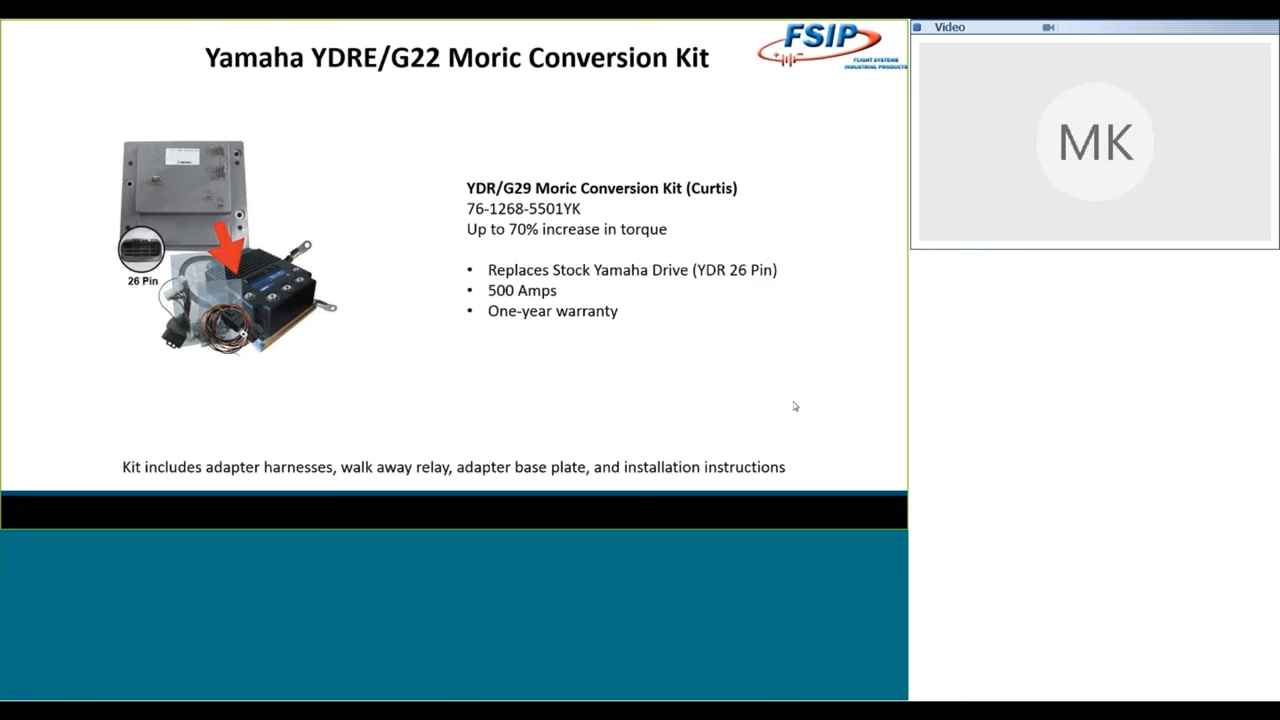 Yamaha YDRE/G22 Moric Conversion Kit
FSIP
FLIGHT SYSTEMS
INDUSTRIAL PRODUCTS
Video
MK
YDR/G29 Moric Conversion Kit (Curtis)
76-1268-5501YK
Up to 70% increase in torque
• Replaces Stock Yamaha Drive (YDR 26 Pin)
• 500 Amps
• One-year warranty
26 Pin
Kit includes adapter harnesses, walk away relay, adapter base plate, and installation instructions